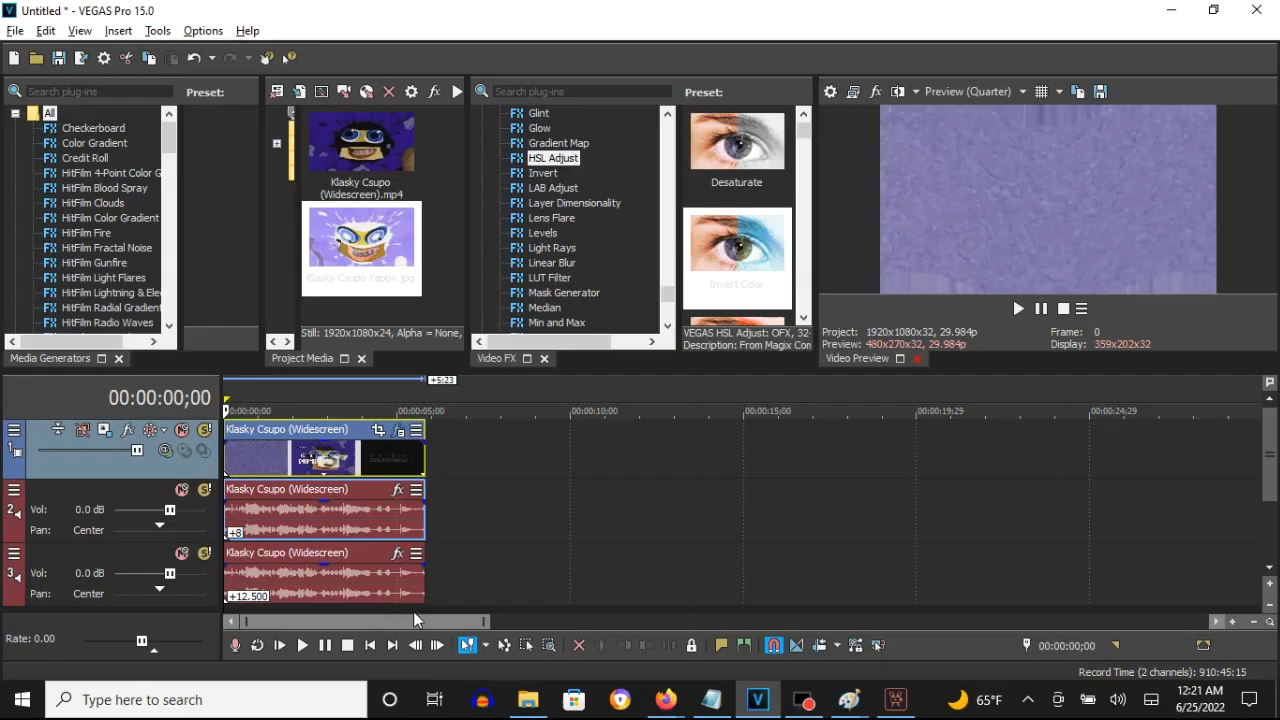 Untitled * - VEGAS Pro 15.0
File Edit View Insert Tools Options Help
Search plug-ins Preset:
All
Checkerboard
Color Gradient
Credit Roll
HitFilm 4-Point Color G
HitFilm Blood Spray
HitFilm Clouds
HitFilm Color Gradient
HitFilm Fire
HitFilm Fractal Noise
HitFilm Gunfire
HitFilm Light Flares
HitFilm Lightning & Ele
HitFilm Radial Gradient
HitFilm Radio Waves
Media Generators
Klasky Csupo
(Widescreen).mp4
Klasky Csupo Yappy.jpg
Still: 1920x1080x24, Alpha = None,
Project Media
Search plug-ins Preset:
Glint
Glow
Gradient Map
HSL Adjust
Invert
LAB Adjust
Layer Dimensionality
Lens Flare
Levels
Light Rays
Linear Blur
LUT Filter
Mask Generator
Median
Min and Max
Desaturate
Invert Color
VEGAS HSL Adjust: OFX, 32-
Description: From Magix Con
Video FX
Preview (Quarter)
Project: 1920x1080x32, 29.984p
Preview: 480x270x32, 29.984p
Frame: 0
Display: 359x202x32
Video Preview
00:00:00;00
+5;23
00:00:00;00 00:00:05;00 00:00:10;00 00:00:15;00 00:00:19;29 00:00:24;29
1
Klasky Csupo (Widescreen)
2
Vol: 0.0 dB
Pan: Center
Klasky Csupo (Widescreen)
+8
3
Vol: 0.0 dB
Pan: Center
Klasky Csupo (Widescreen)
+12.500
Rate: 0.00
00:00:00;00
Record Time (2 channels): 910:45:15
Type here to search
65°F
12:21 AM
6/25/2022